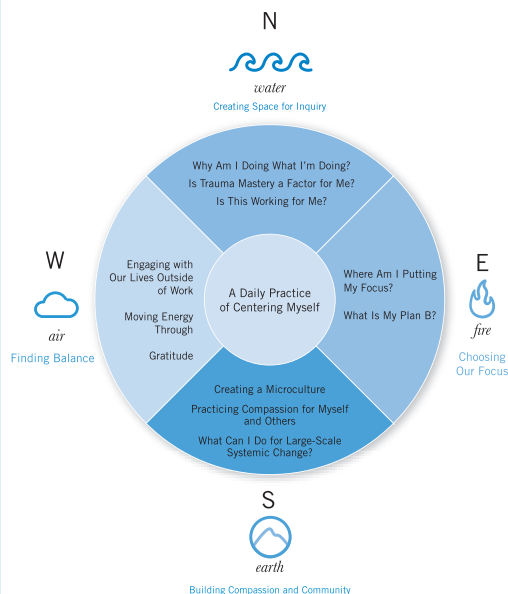 N
water
Creating Space for Inquiry
Why Am I Doing What I'm Doing?
Is Trauma Mastery a Factor for Me?
Is This Working for Me?
W
air
Finding Balance
Engaging with
Our Lives Outside
of Work
Moving Energy
Through
Gratitude
A Daily Practice
of Centering Myself
Where Am I Putting
My Focus?
What Is My Plan B?
E
fire
Choosing
Our Focus
Creating a Microculture
Practicing Compassion for Myself
and Others
What Can I Do for Large-Scale
Systemic Change?
S
earth
Building Compassion and Community